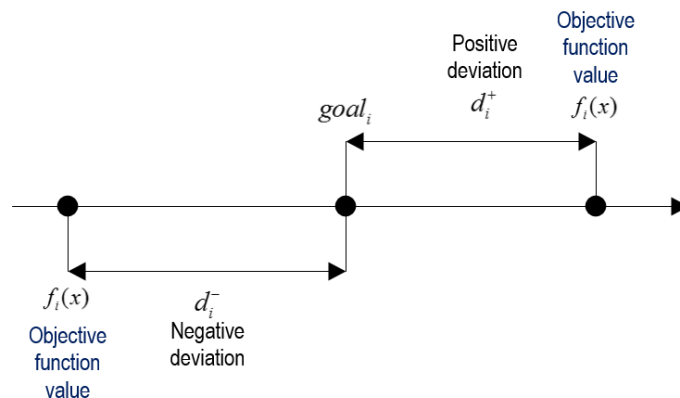 Objective
function
value
Positive
deviation
goal_i
d_i^+
f_i(x)
f_i(x)
d_i^-
Objective
function
value
Negative
deviation